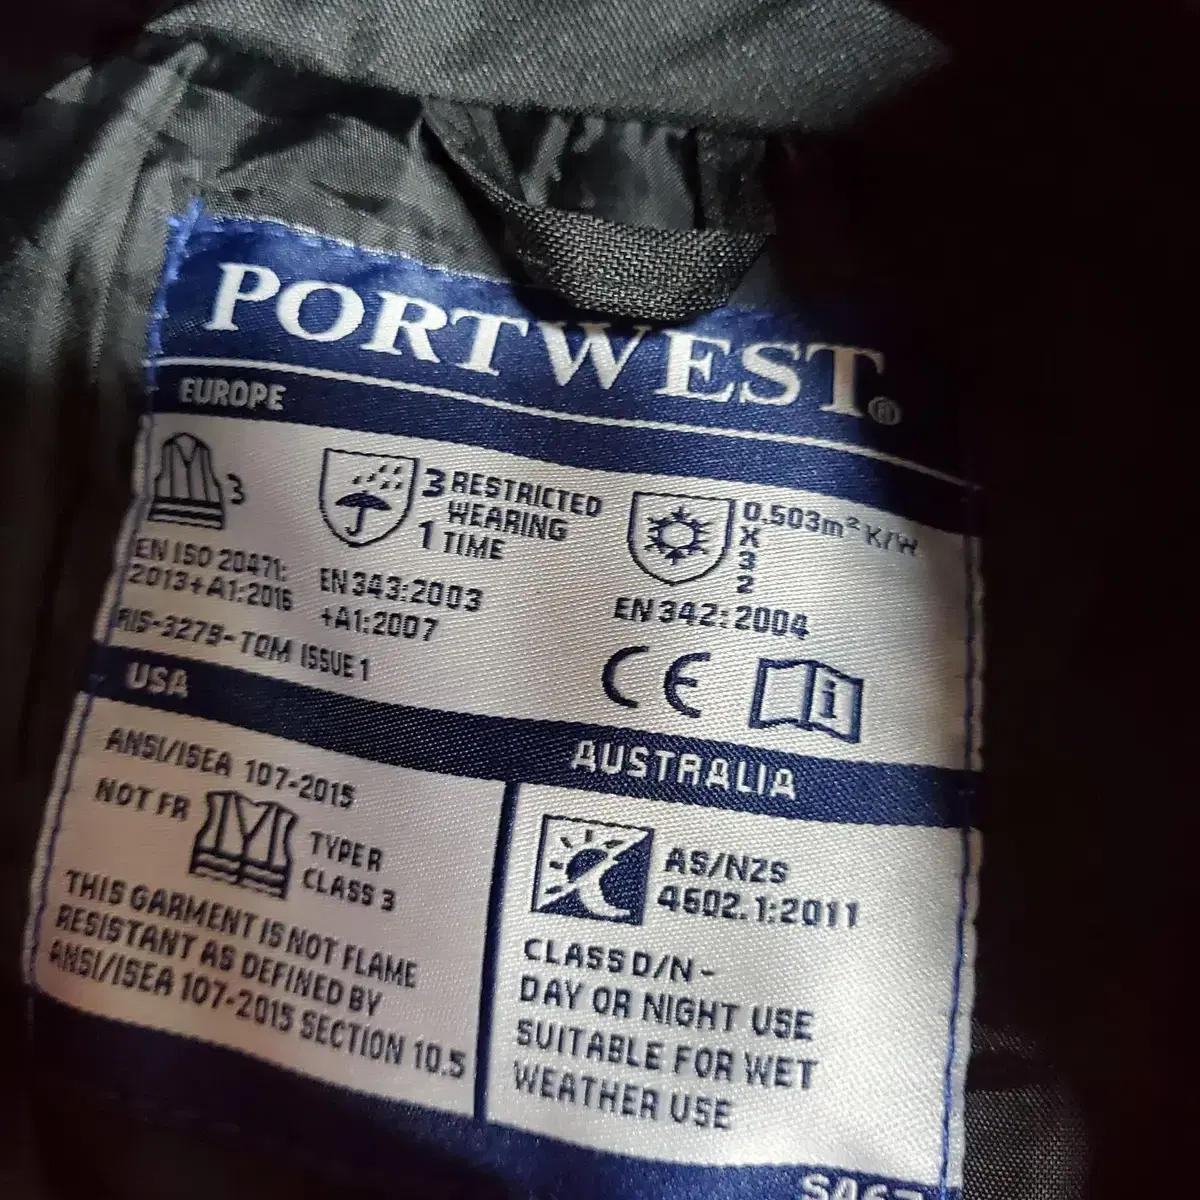 PORTWEST®
EUROPE
3
EN ISO 20471:
2013+A1:2016
RIS-3279-TOM ISSUE 1
3 RESTRICTED
WEARING
1 TIME
EN 343:2003
+A1:2007
0.503m² K/W
X
3
2
EN 342:2004
CE
i
USA
ANSI/ISEA 107-2015
NOT FR
TYPE R
CLASS 3
THIS GARMENT IS NOT FLAME
RESISTANT AS DEFINED BY
ANSI/ISEA 107-2015 SECTION 10.5
AUSTRALIA
AS/NZS
4602.1:2011
CLASS D/N -
DAY OR NIGHT USE
SUITABLE FOR WET
WEATHER USE